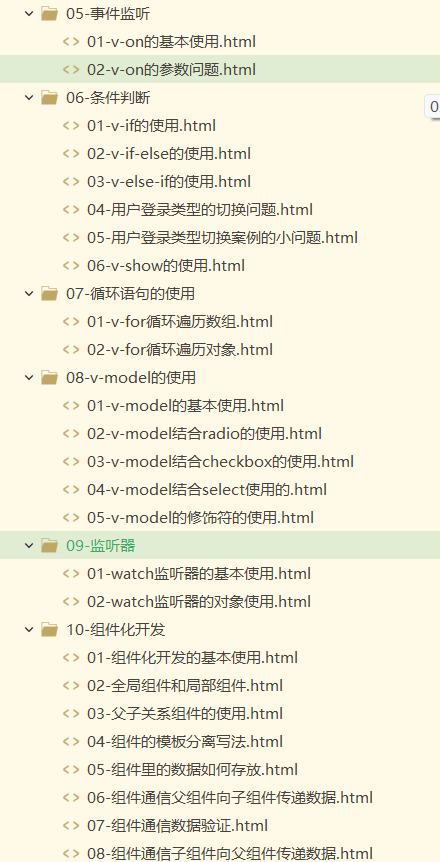 05-事件监听
01-v-on的基本使用.html
02-v-on的参数问题.html
06-条件判断
0
01-v-if的使用.html
02-v-if-else的使用.html
03-v-else-if的使用.html
04-用户登录类型的切换问题.html
05-用户登录类型切换案例的小问题.html
06-v-show的使用.html
07-循环语句的使用
01-v-for循环遍历数组.html
02-v-for循环遍历对象.html
08-v-model的使用
01-v-model的基本使用.html
02-v-model结合radio的使用.html
03-v-model结合checkbox的使用.html
04-v-model结合select使用的.html
05-v-model的修饰符的使用.html
09-监听器
01-watch监听器的基本使用.html
02-watch监听器的对象使用.html
10-组件化开发
01-组件化开发的基本使用.html
02-全局组件和局部组件.html
03-父子关系组件的使用.html
04-组件的模板分离写法.html
05-组件里的数据如何存放.html
06-组件通信父组件向子组件传递数据.html
07-组件通信数据验证.html
08-组件通信子组件向父组件传递数据.html